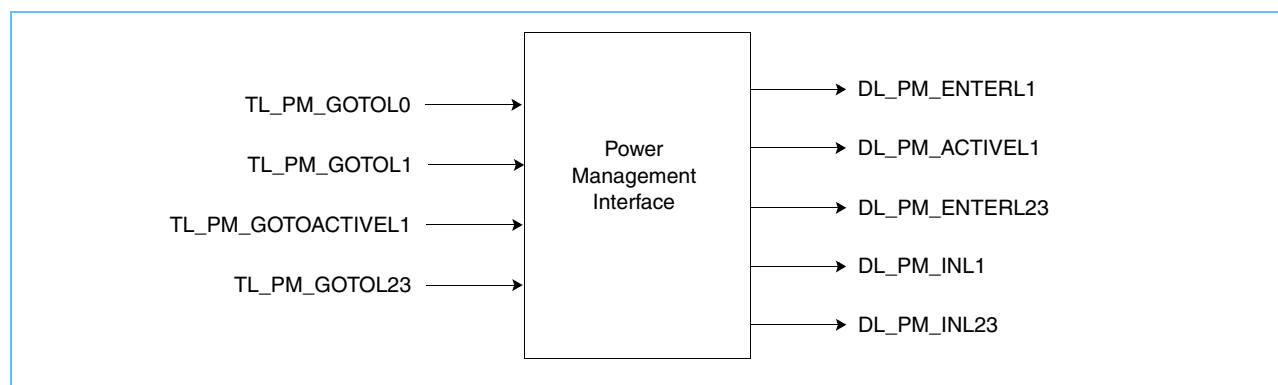 TL_PM_GOTOL0
TL_PM_GOTOL1
TL_PM_GOTOACTIVEL1
TL_PM_GOTOL23
Power
Management
Interface
DL_PM_ENTERL1
DL_PM_ACTIVEL1
DL_PM_ENTERL23
DL_PM_INL1
DL_PM_INL23